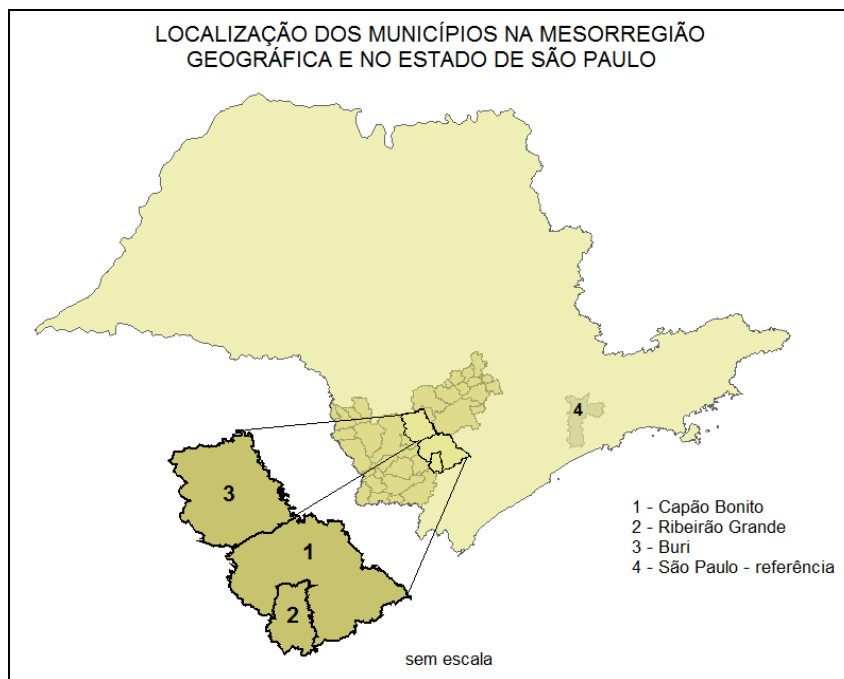 LOCALIZAÇÃO DOS MUNICÍPIOS NA MESORREGIÃO
GEOGRÁFICA E NO ESTADO DE SÃO PAULO
4
3
1
2
1 - Capão Bonito
2 - Ribeirão Grande
3 - Buri
4 - São Paulo - referência
sem escala